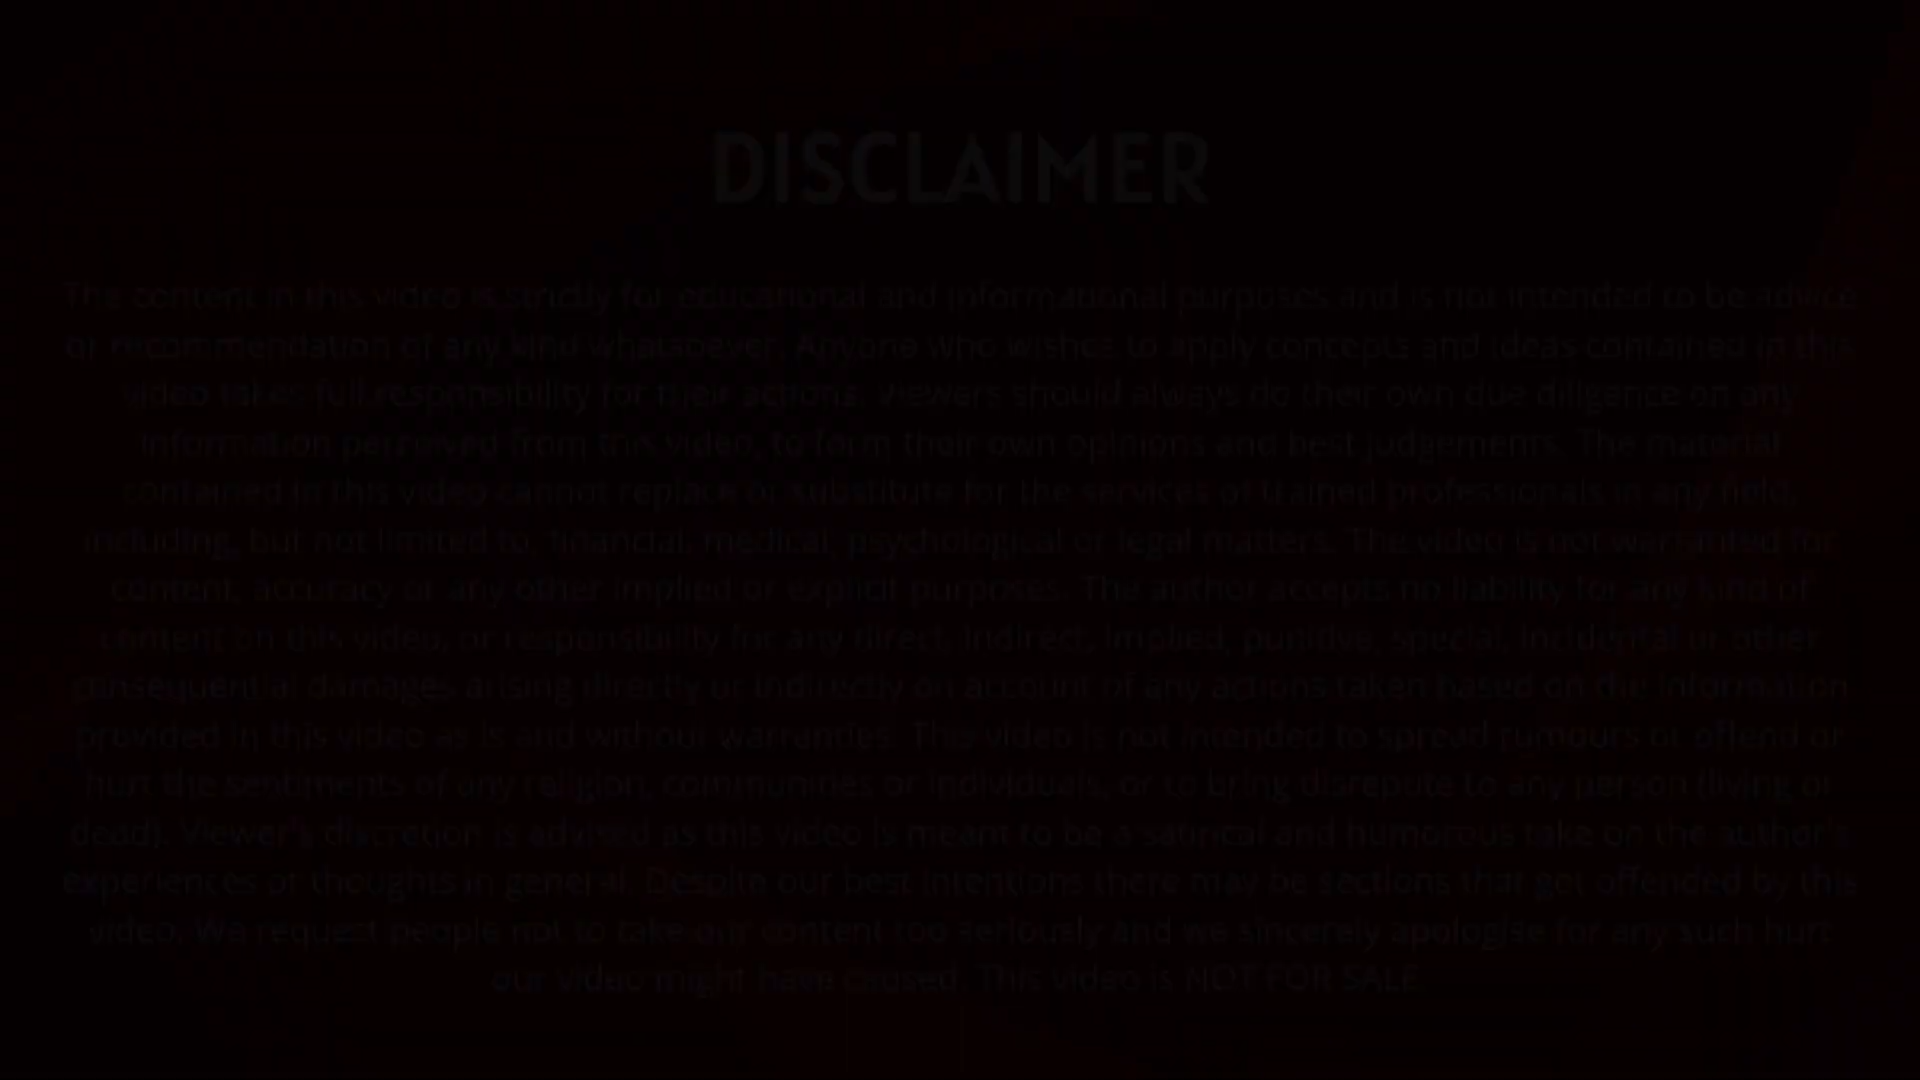 DISCLAIMER
The content in this video is strictly for educational and informational purposes and is not intended to be advice
or recommendation of any kind whatsoever. Anyone who wishes to apply concepts and ideas contained in this
video takes full responsibility for their actions. Viewers should always do their own due diligence on any
information perceived from this video, to form their own opinions and best judgements. The material
contained in this video cannot replace or substitute for the services of trained professionals in any field,
including, but not limited to, financial, medical, psychological or legal matters. The video is not warranted for
content, accuracy or any other implied or explicit purposes. The author accepts no liability for any kind of
content on this video, or responsibility for any direct, indirect, implied, punitive, special, incidental or other
consequential damages arising directly or indirectly on account of any actions taken based on the information
provided in this video as is and without warranties. This video is not intended to spread rumours or offend or
hurt the sentiments of any religion, communities or individuals, or to bring disrepute to any person (living or
dead). Viewer's discretion is advised as this video is meant to be a satirical and humorous take on the author's
experiences or thoughts in general. Despite our best intentions there may be sections that get offended by this
video. We request people not to take our content too seriously and we sincerely apologise for any such hurt
our video might have caused. This video is NOT FOR SALE